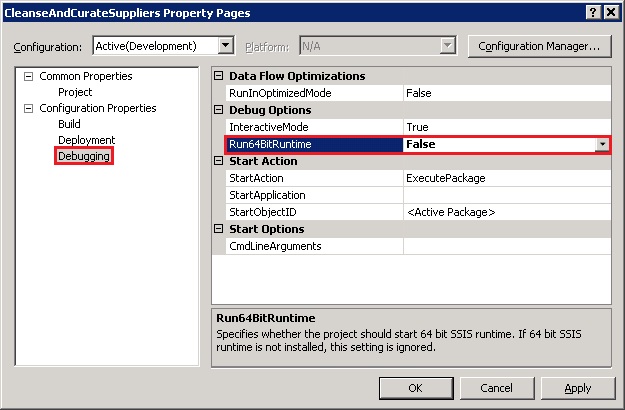 CleanseAndCurateSuppliers Property Pages
Configuration: Active(Development) Platform: N/A Configuration Manager...
Common Properties
Project
Configuration Properties
Build
Deployment
Debugging
Data Flow Optimizations
RunInOptimizedMode False
Debug Options
InteractiveMode True
Run64BitRuntime False
Start Action
StartAction ExecutePackage
StartApplication
StartObjectID <Active Package>
Start Options
CmdLineArguments
Run64BitRuntime
Specifies whether the project should start 64 bit SSIS runtime. If 64 bit SSIS
runtime is not installed, this setting is ignored.
OK Cancel Apply